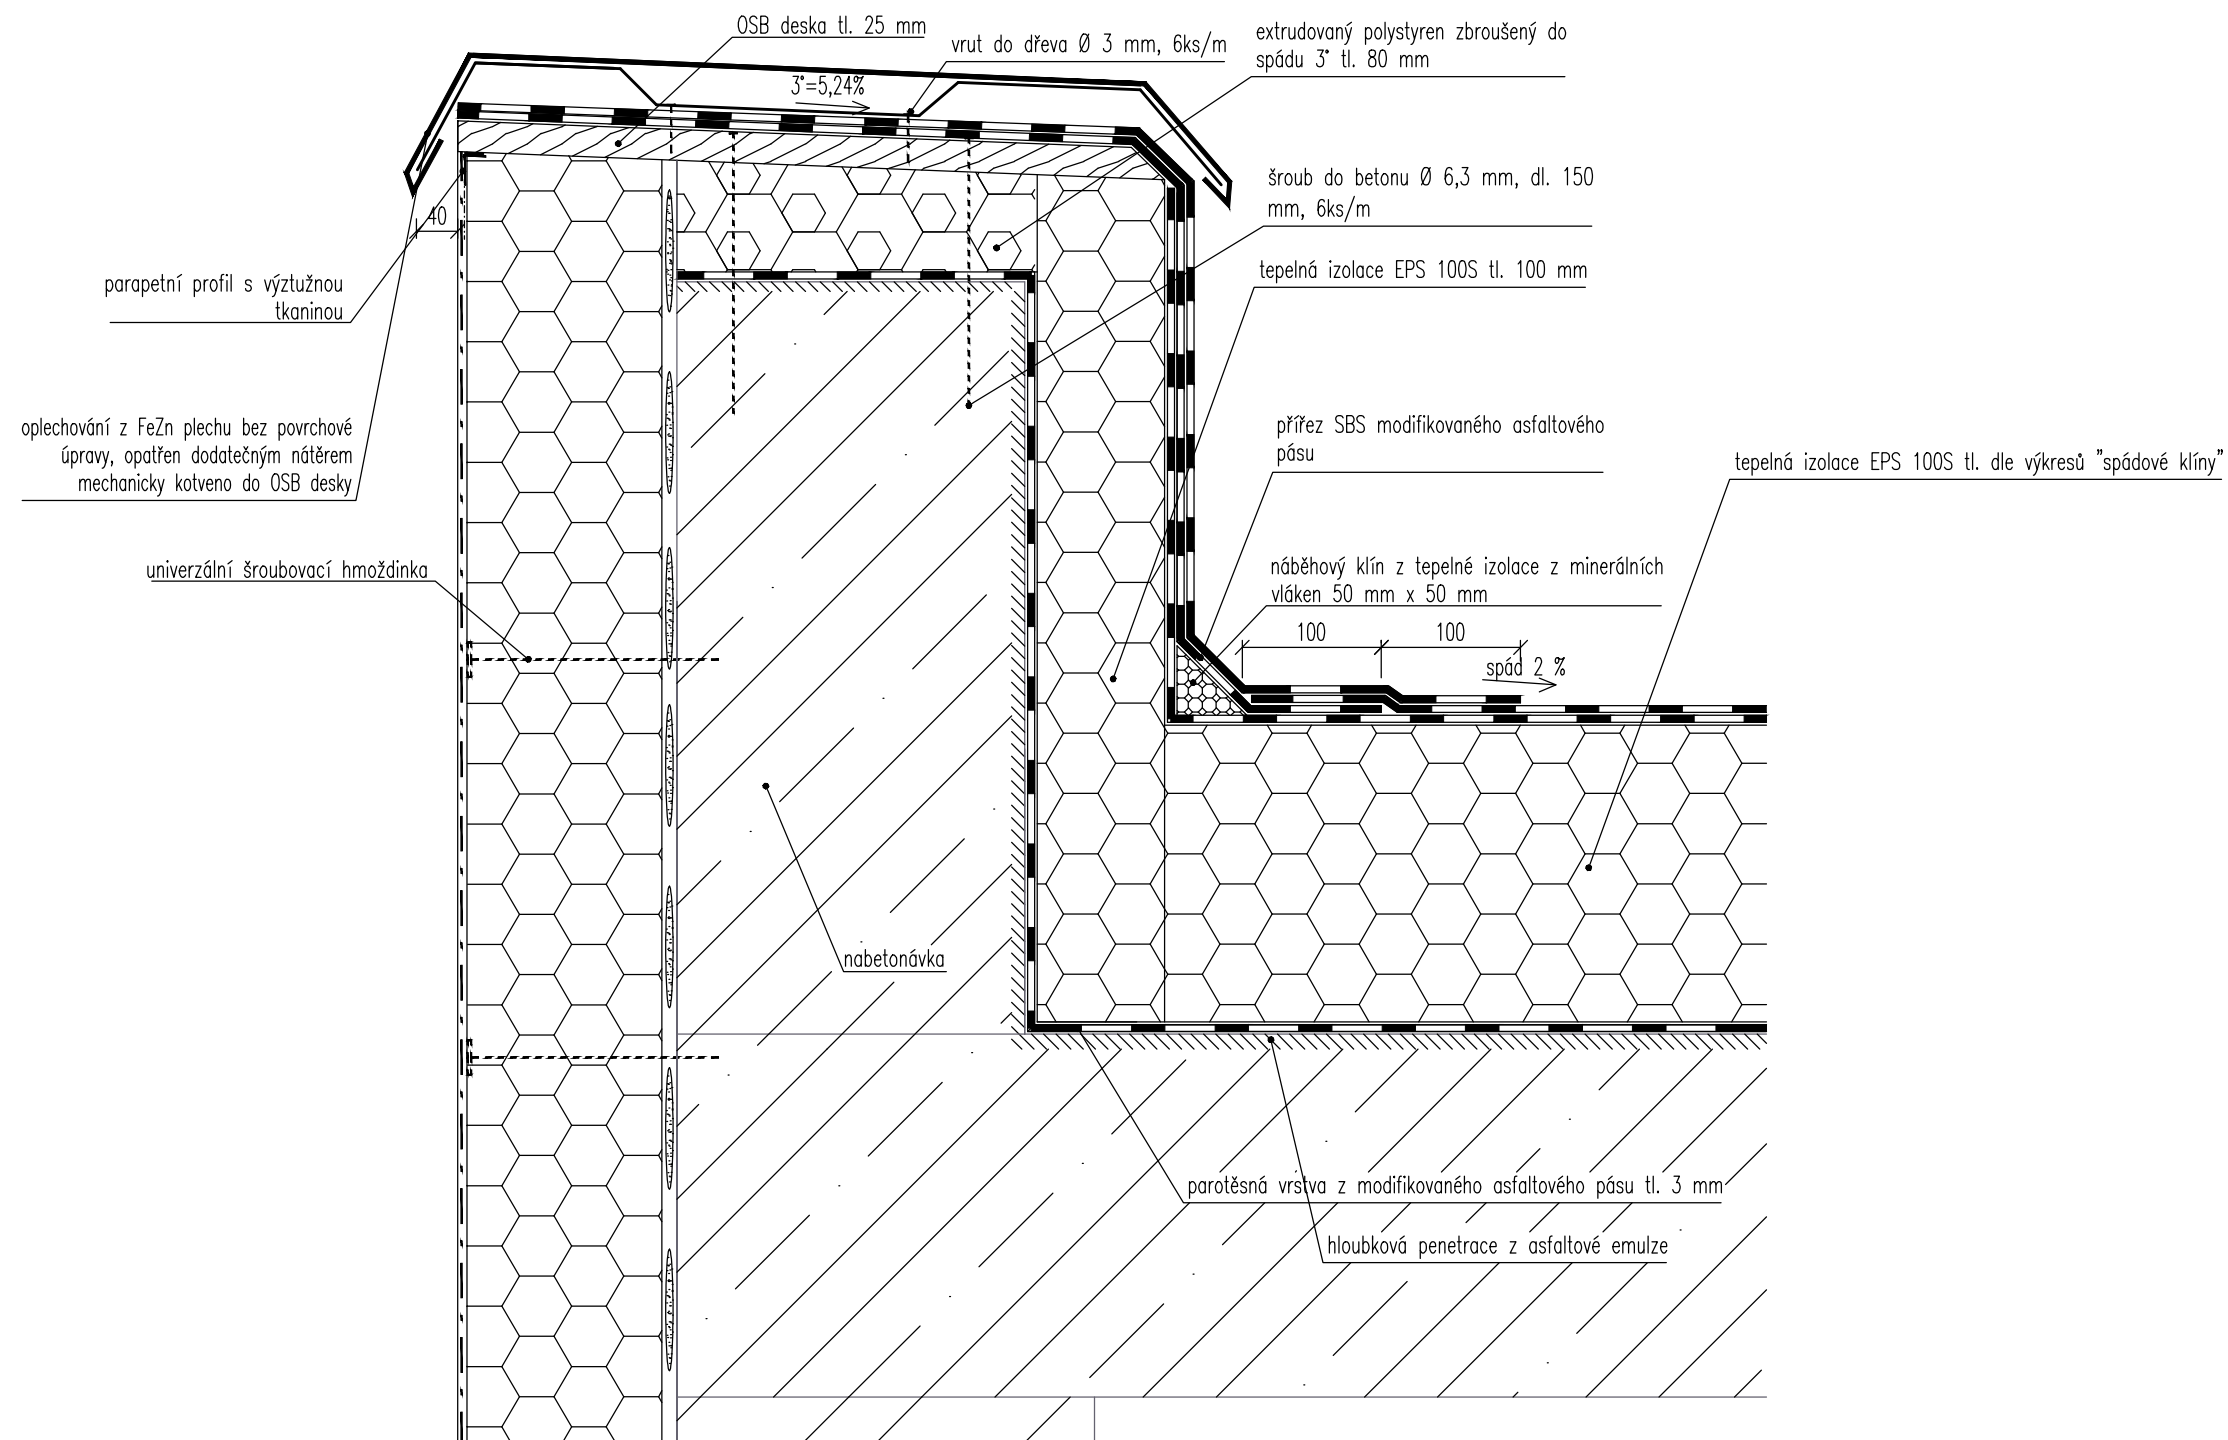 OSB deska tl. 25 mm
vrut do dřeva Ø 3 mm, 6ks/m
extrudovaný polystyren zbroušený do
spádu 3° tl. 80 mm
3°=5,24%
šroub do betonu Ø 6,3 mm, dl. 150
mm, 6ks/m
40
tepelná izolace EPS 100S tl. 100 mm
parapetní profil s výztužnou
tkaninou
oplechování z FeZn plechu bez povrchové
úpravy, opatřen dodatečným nátěrem
mechanicky kotveno do OSB desky
přířez SBS modifikovaného asfaltového
pásu
tepelná izolace EPS 100S tl. dle výkresů "spádové klíny"
univerzální šroubovací hmoždinka
náběhový klín z tepelné izolace z minerálních
vláken 50 mm x 50 mm
100
100
spád 2 %
nabetonávka
parotěsná vrstva z modifikovaného asfaltového pásu tl. 3 mm
hloubková penetrace z asfaltové emulze